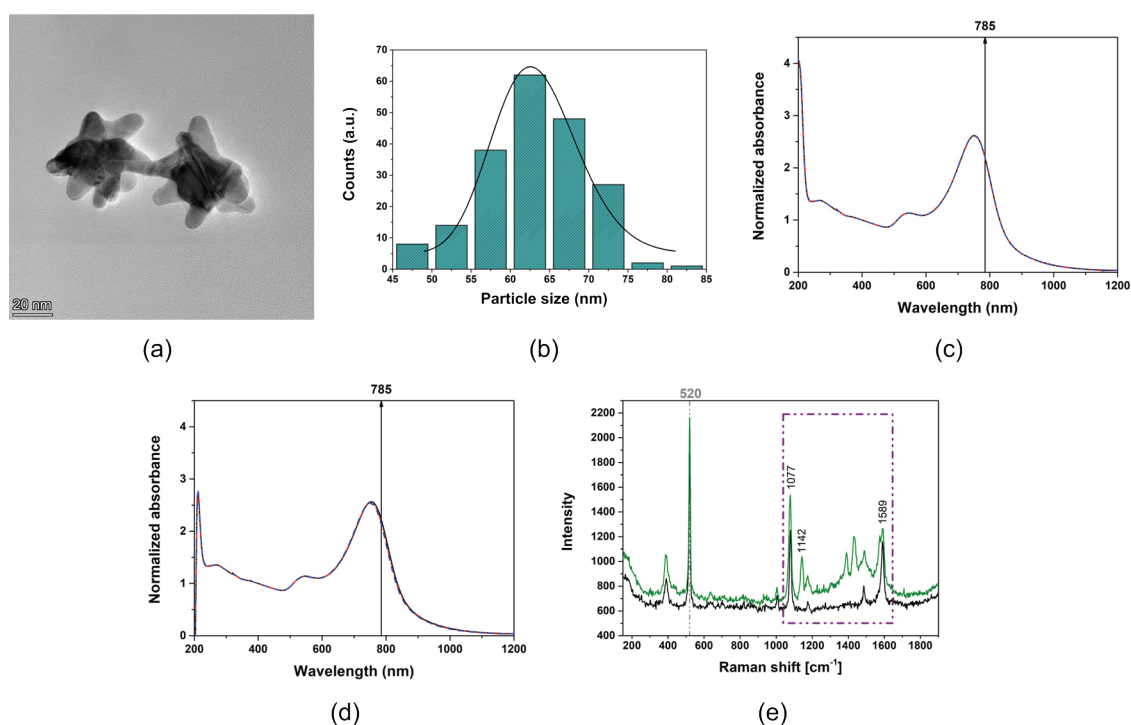 20 nm
(a)
Counts (a.u.)
70
60
50
40
30
20
10
0
45 50 55 60 65 70 75 80 85
Particle size (nm)
(b)
785
Normalized absorbance
4
3
2
1
0
200 400 600 800 1000 1200
Wavelength (nm)
(c)
785
Normalized absorbance
4
3
2
1
0
200 400 600 800 1000 1200
Wavelength (nm)
(d)
520
Intensity
2200
2000
1800
1600
1400
1200
1000
800
600
400
1077
1142
1589
200 400 600 800 1000 1200 1400 1600 1800
Raman shift [cm⁻¹]
(e)